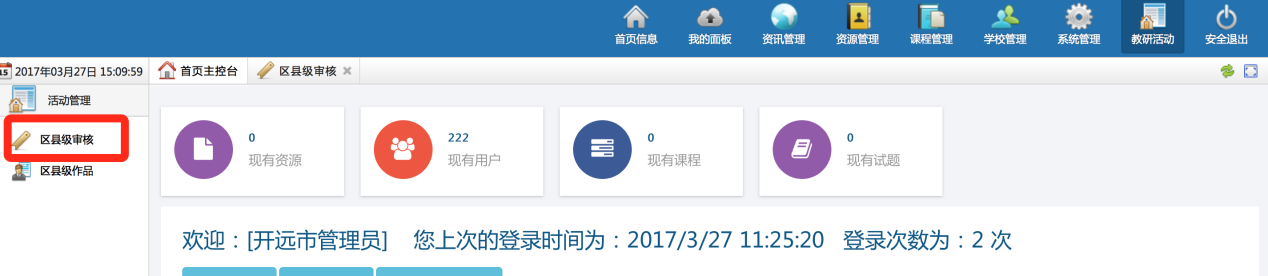 首页信息 我的面板 资讯管理 资源管理 课程管理 学校管理 系统管理 教研活动 安全退出
15 2017年03月27日 15:09:59 首页主控台 区县级审核
活动管理
区县级审核
区县级作品
0
现有资源
222
现有用户
0
现有课程
0
现有试题
欢迎：[开远市管理员] 您上次的登录时间为：2017/3/27 11:25:20 登录次数为：2 次